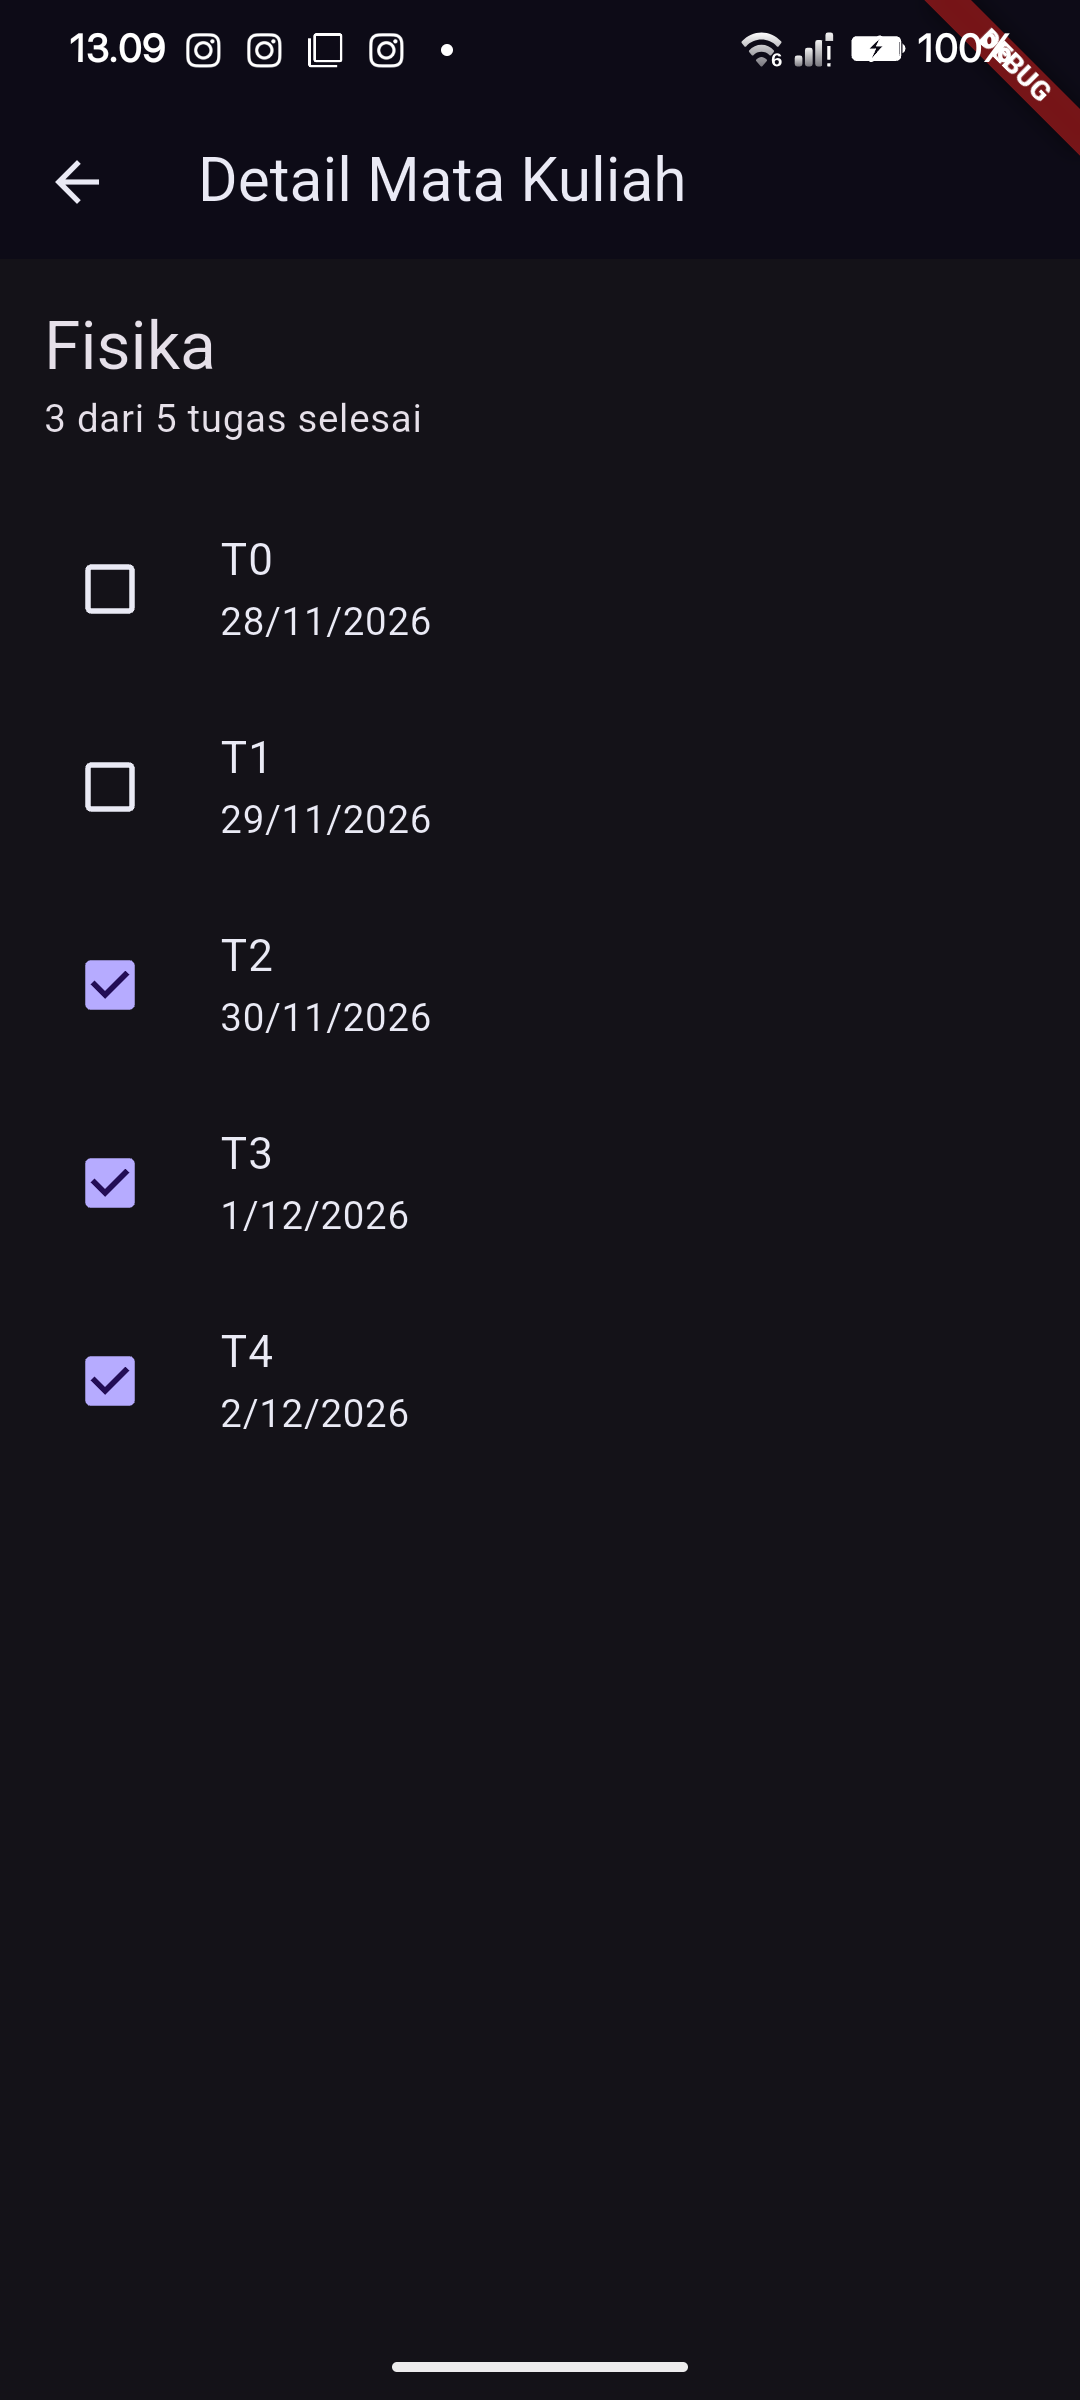 13.09
6
100%
DEBUG
Detail Mata Kuliah
Fisika
3 dari 5 tugas selesai
T0
28/11/2026
T1
29/11/2026
T2
30/11/2026
T3
1/12/2026
T4
2/12/2026